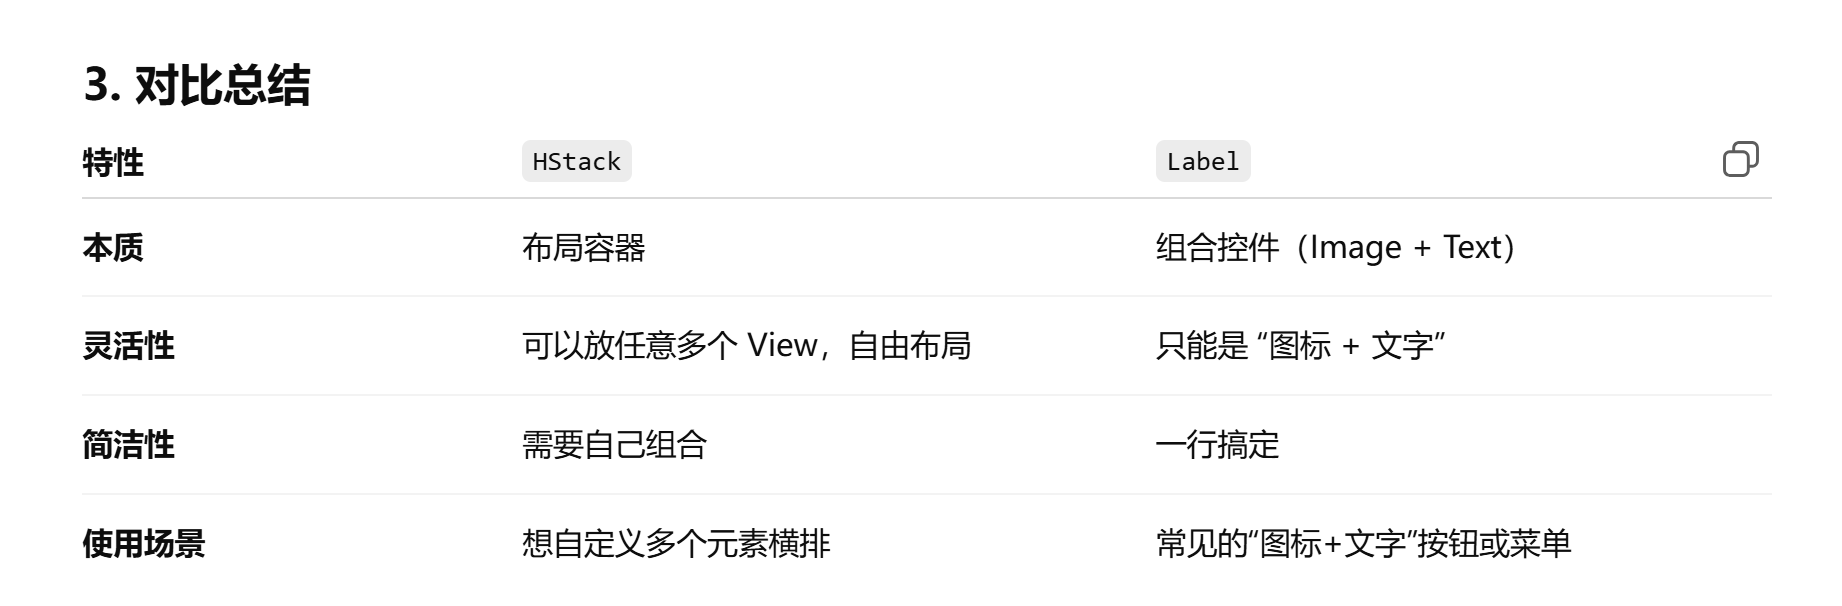 3. 对比总结
特性 HStack Label
本质 布局容器 组合控件（Image + Text）
灵活性 可以放任意多个 View，自由布局 只能是 “图标 + 文字”
简洁性 需要自己组合 一行搞定
使用场景 想自定义多个元素横排 常见的“图标+文字”按钮或菜单